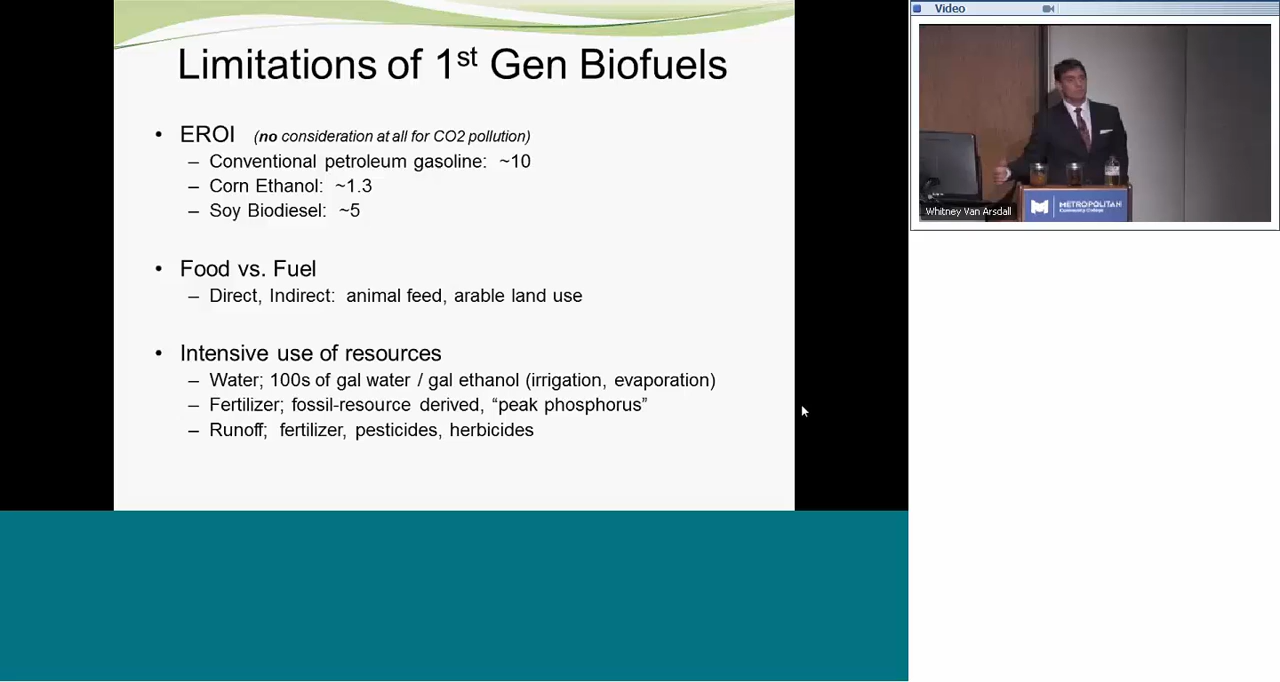 Limitations of 1st Gen Biofuels
• EROI (no consideration at all for CO2 pollution)
– Conventional petroleum gasoline: ~10
– Corn Ethanol: ~1.3
– Soy Biodiesel: ~5
• Food vs. Fuel
– Direct, Indirect: animal feed, arable land use
• Intensive use of resources
– Water; 100s of gal water / gal ethanol (irrigation, evaporation)
– Fertilizer; fossil-resource derived, “peak phosphorus”
– Runoff; fertilizer, pesticides, herbicides
Video
Whitney Van Arsdall
METROPOLITAN
Community College